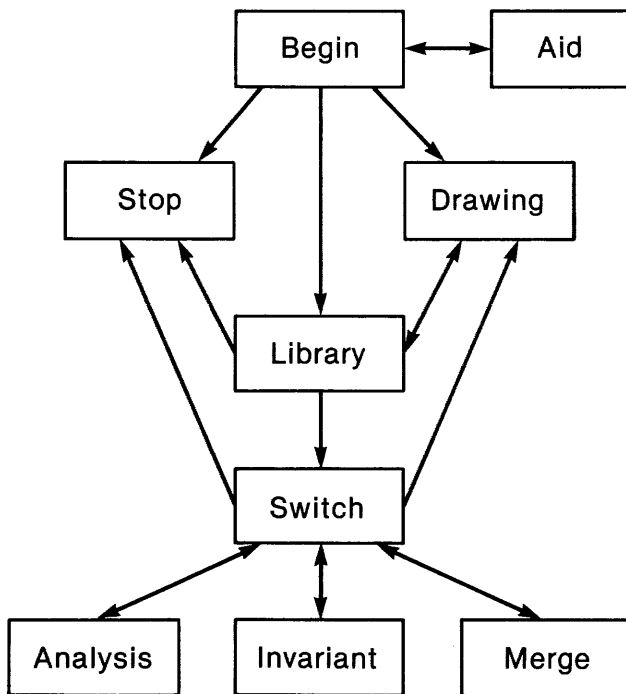 Begin
Aid
Stop
Drawing
Library
Switch
Analysis
Invariant
Merge